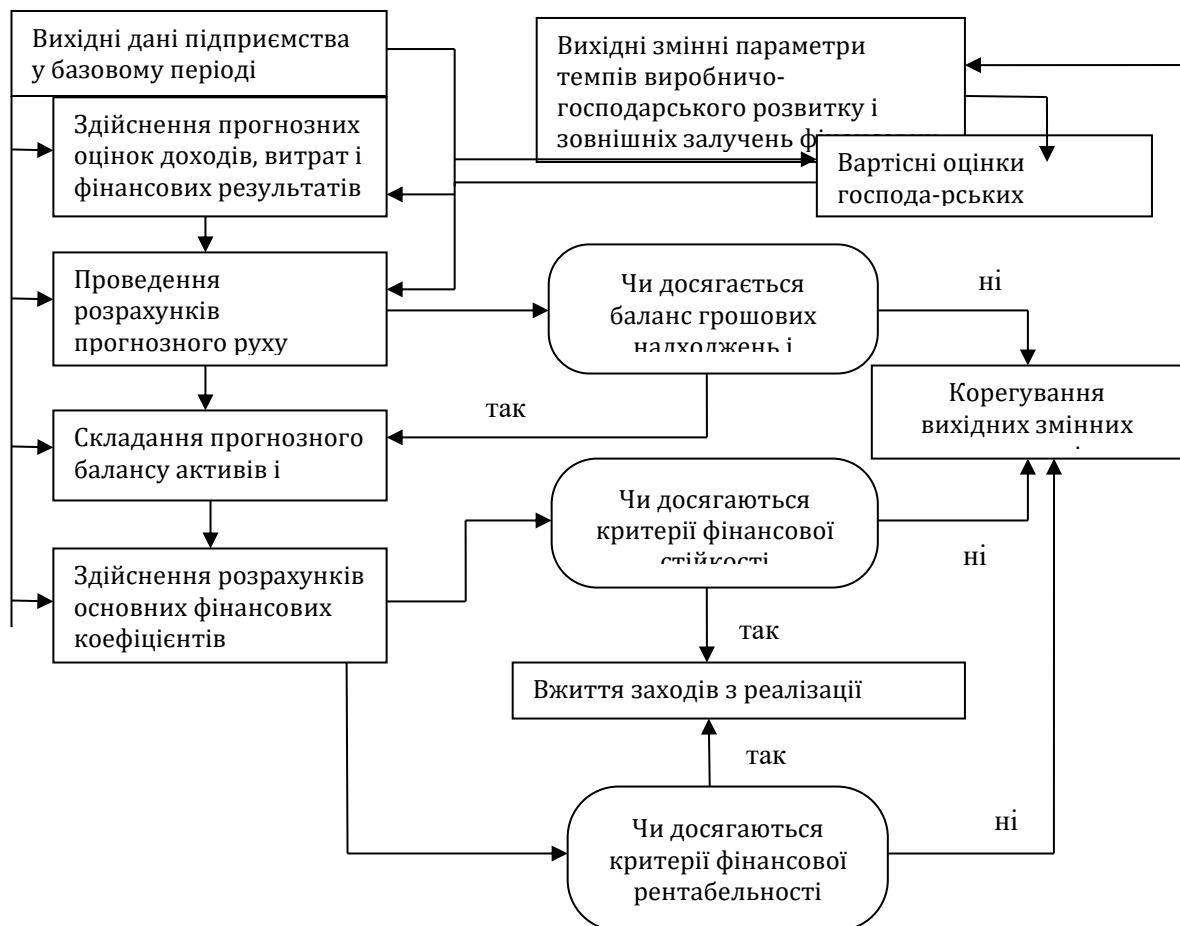 Вихідні дані підприємства
у базовому періоді
Вихідні змінні параметри
темпів виробничо-
господарського розвитку і
зовнішніх залучень
Здійснення прогнозних
оцінок доходів, витрат і
фінансових результатів
Вартісні оцінки
господа-рських
Проведення
розрахунків
прогнозного руху
Чи досягається
баланс грошових
надходжень і
ні
так
Корегування
вихідних змінних
Складання прогнозного
балансу активів і
Чи досягаються
критерії фінансової
стійкості
ні
Здійснення розрахунків
основних фінансових
коефіцієнтів
так
Вжиття заходів з реалізації
так
Чи досягаються
критерії фінансової
рентабельності
ні